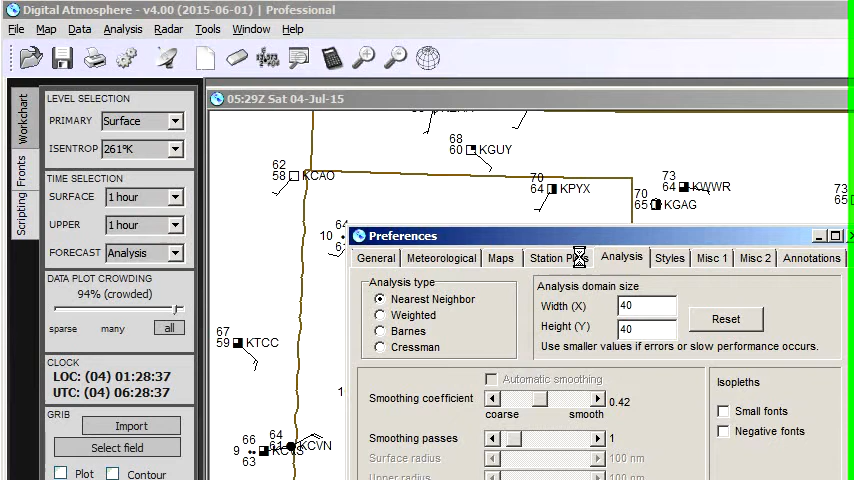 Digital Atmosphere - v4.00 (2015-06-01) | Professional
File Map Data Analysis Radar Tools Window Help
Workchart
Fronts
Scripting
LEVEL SELECTION
PRIMARY Surface
ISENTROP 261°K
TIME SELECTION
SURFACE 1 hour
UPPER 1 hour
FORECAST Analysis
DATA PLOT CROWDING
94% (crowded)
sparse many all
CLOCK
LOC: (04) 01:28:37
UTC: (04) 06:28:37
GRIB
Import
Select field
Plot Contour
05:29Z Sat 04-Jul-15
68
60 KGUY
62
58 KCAO
70
64 KPYX
73
64 KWWR
70
65 KGAG
73
65
64
10
67
59 KTCC
64
61 KCVN
66
9
63
Preferences
General Meteorological Maps Station Analysis Styles Misc 1 Misc 2 Annotations
Analysis type
Nearest Neighbor
Weighted
Barnes
Cressman
Analysis domain size
Width (X) 40
Height (Y) 40
Reset
Use smaller values if errors or slow performance occurs.
Automatic smoothing
Smoothing coefficient 0.42
coarse smooth
Smoothing passes 1
Surface radius 100 nm
Upper radius 100 nm
Isopleths
Small fonts
Negative fonts